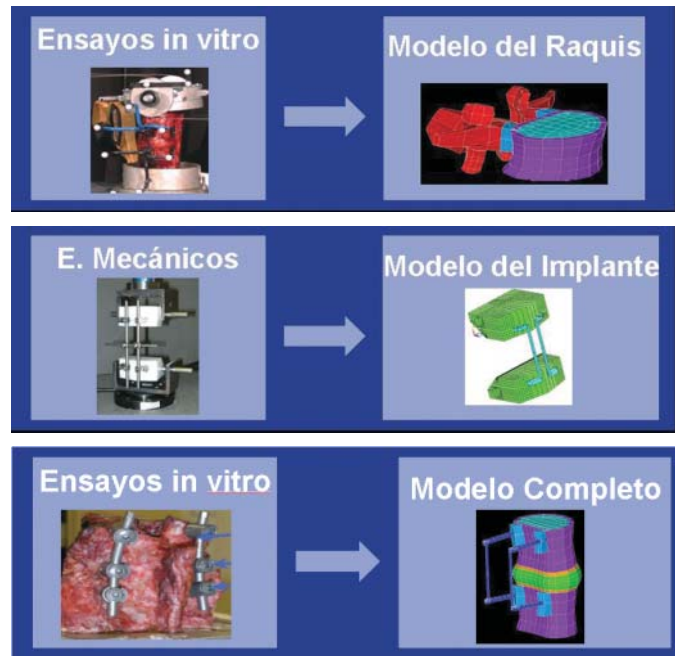 Ensayos in vitro
Modelo del Raquis
E. Mecánicos
Modelo del Implante
Ensayos in vitro
Modelo Completo